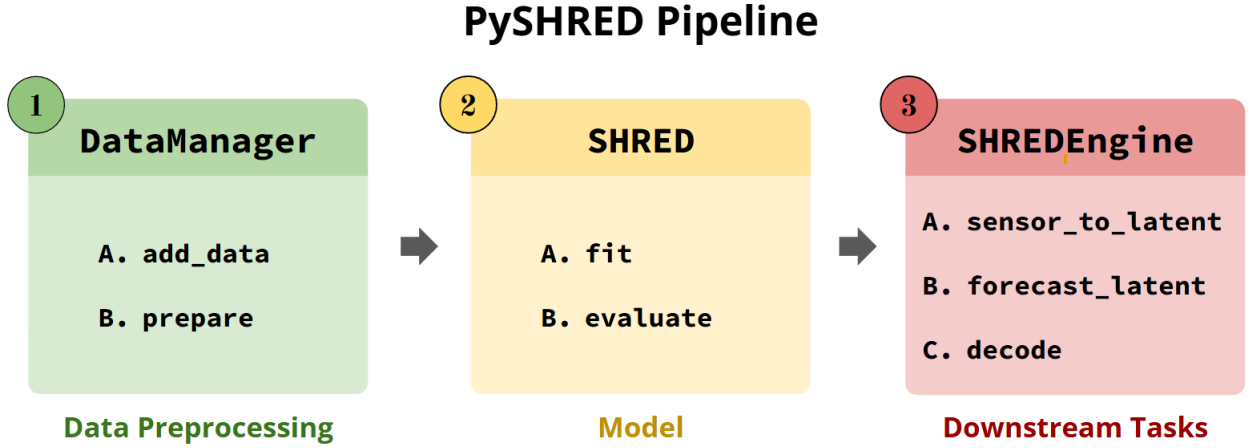 PySHRED Pipeline
1
DataManager
A. add_data
B. prepare
Data Preprocessing
2
SHRED
A. fit
B. evaluate
Model
3
SHREDEngine
A. sensor_to_latent
B. forecast_latent
C. decode
Downstream Tasks